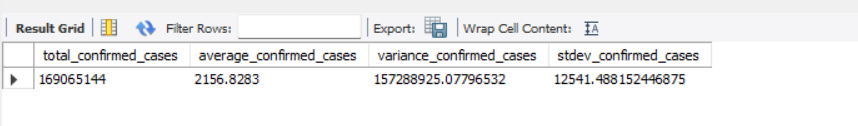 Result Grid Filter Rows: Export: Wrap Cell Content:
total_confirmed_cases average_confirmed_cases variance_confirmed_cases stdev_confirmed_cases
169065144 2156.8283 157288925.07796532 12541.488152446875